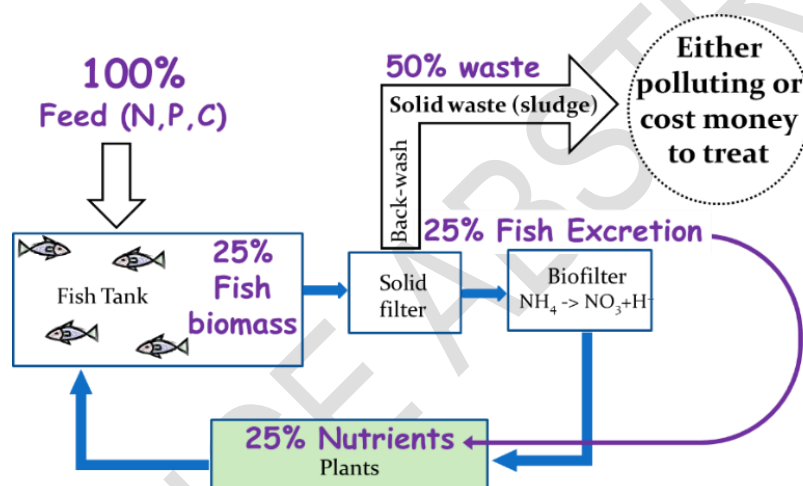 100%
Feed (N,P,C)
50% waste
Solid waste (sludge)
Either
polluting or
cost money
to treat
Back-wash
25% Fish Excretion
Fish Tank
25%
Fish
biomass
Solid
filter
Biofilter
NH₄ -> NO₃+H⁻
25% Nutrients
Plants